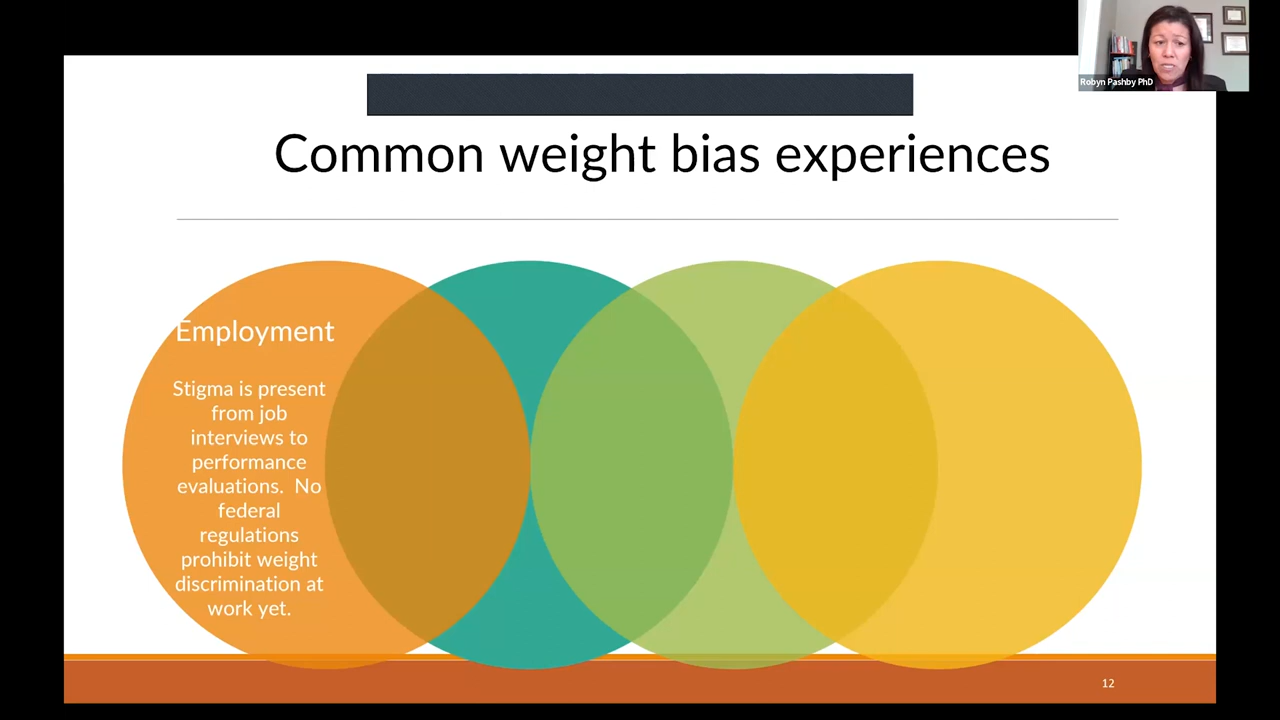 Robyn Pashby PhD
Common weight bias experiences
Employment
Stigma is present
from job
interviews to
performance
evaluations.  No
federal
regulations
prohibit weight
discrimination at
work yet.
12